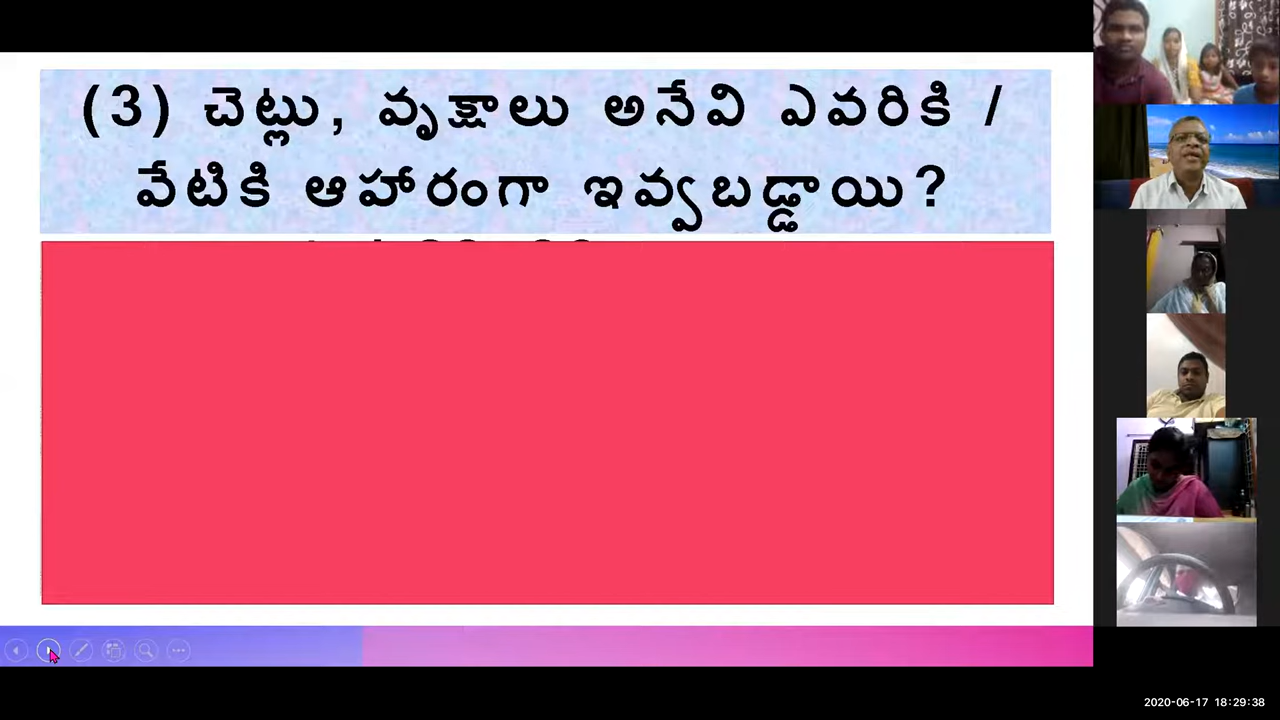 (3) చెట్లు, వృక్షాలు అనేవి ఎవరికి /
వేటికి ఆహారంగా ఇవ్వబడ్డాయి?
2020-06-17 18:29:38